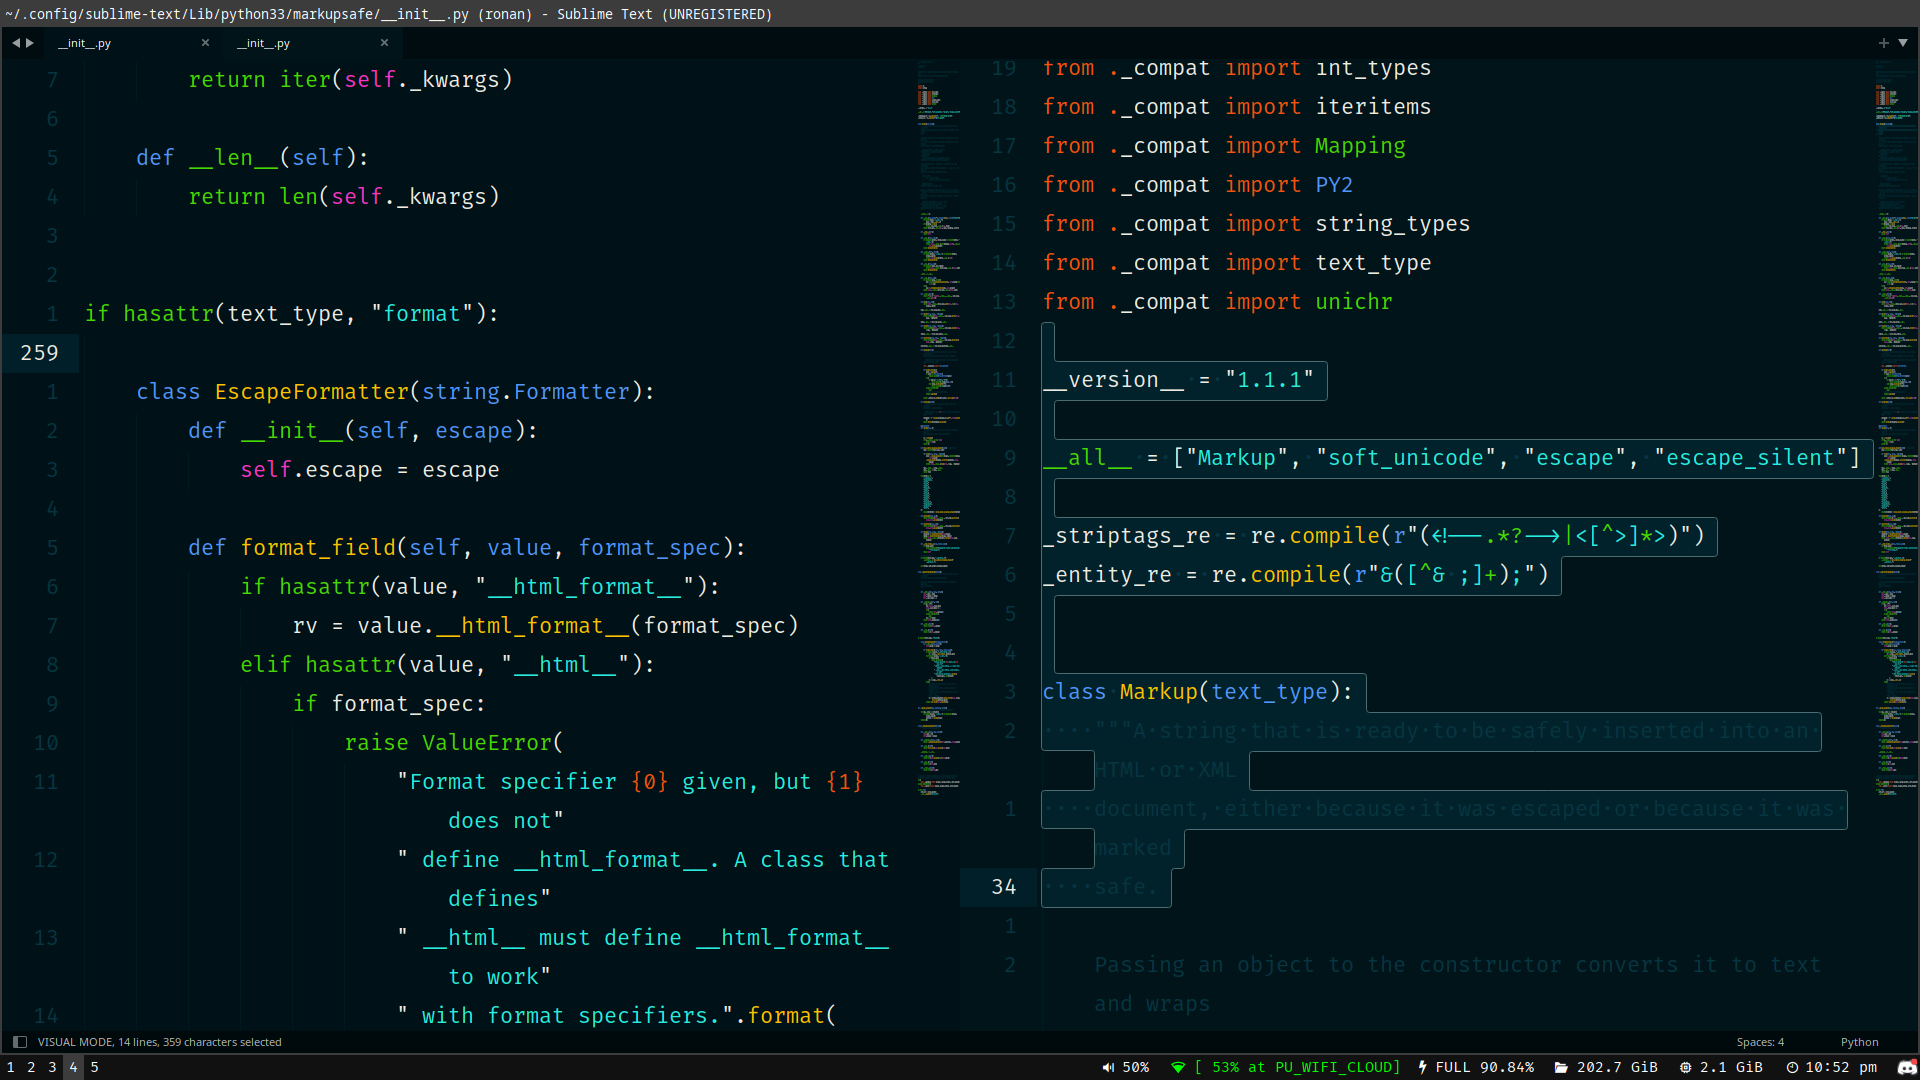 ~/.config/sublime-text/Lib/python33/markupsafe/__init__.py (ronan) - Sublime Text (UNREGISTERED)
__init__.py × __init__.py ×
7 return iter(self._kwargs)
6
5 def __len__(self):
4 return len(self._kwargs)
3
2
1 if hasattr(text_type, "format"):
259
1 class EscapeFormatter(string.Formatter):
2 def __init__(self, escape):
3 self.escape = escape
4
5 def format_field(self, value, format_spec):
6 if hasattr(value, "__html_format__"):
7 rv = value.__html_format__(format_spec)
8 elif hasattr(value, "__html__"):
9 if format_spec:
10 raise ValueError(
11 "Format specifier {0} given, but {1}
does not"
12 " define __html_format__. A class that
defines"
13 " __html__ must define __html_format__
to work"
14 " with format specifiers.".format(
19 from ._compat import int_types
18 from ._compat import iteritems
17 from ._compat import Mapping
16 from ._compat import PY2
15 from ._compat import string_types
14 from ._compat import text_type
13 from ._compat import unichr
12
11 __version__ = "1.1.1"
10
9 __all__ = ["Markup", "soft_unicode", "escape", "escape_silent"]
8
7 _striptags_re = re.compile(r"(<!--.*?-->|<[^>]*>)")
6 _entity_re = re.compile(r"&([^& ;]+);")
5
4
3 class Markup(text_type):
2 """A string that is ready to be safely inserted into an
HTML or XML
1 document, either because it was escaped or because it was
marked
34 safe.
1
2 Passing an object to the constructor converts it to text
and wraps
VISUAL MODE, 14 lines, 359 characters selected Spaces: 4 Python
1 2 3 4 5 50% [ 53% at PU_WIFI_CLOUD] FULL 90.84% 202.7 GiB 2.1 GiB 10:52 pm